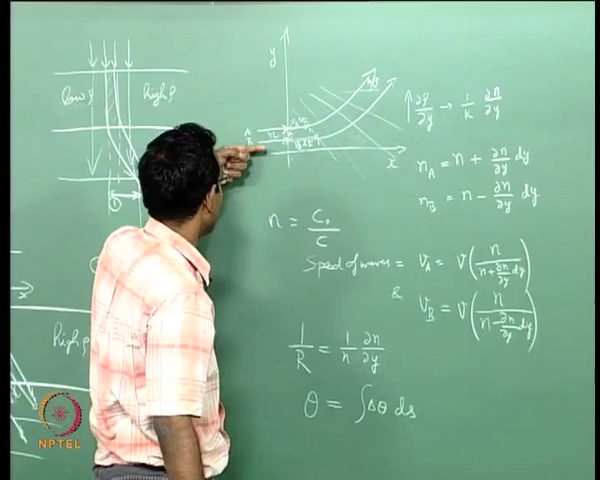 low ρ
high ρ
①
x
high ρ
y
x
A
B
n
∂ρ/∂y → 1/K ∂n/∂y
n_A = n + ∂n/∂y dy
n_B = n − ∂n/∂y dy
n = C₀/C
Speed of waves = V_A = V(n/(n+∂n/∂y dy))
& V_B = V(n/(n−∂n/∂y dy))
1/R = 1/n ∂n/∂y
θ = ∫Δθ ds
NPTEL